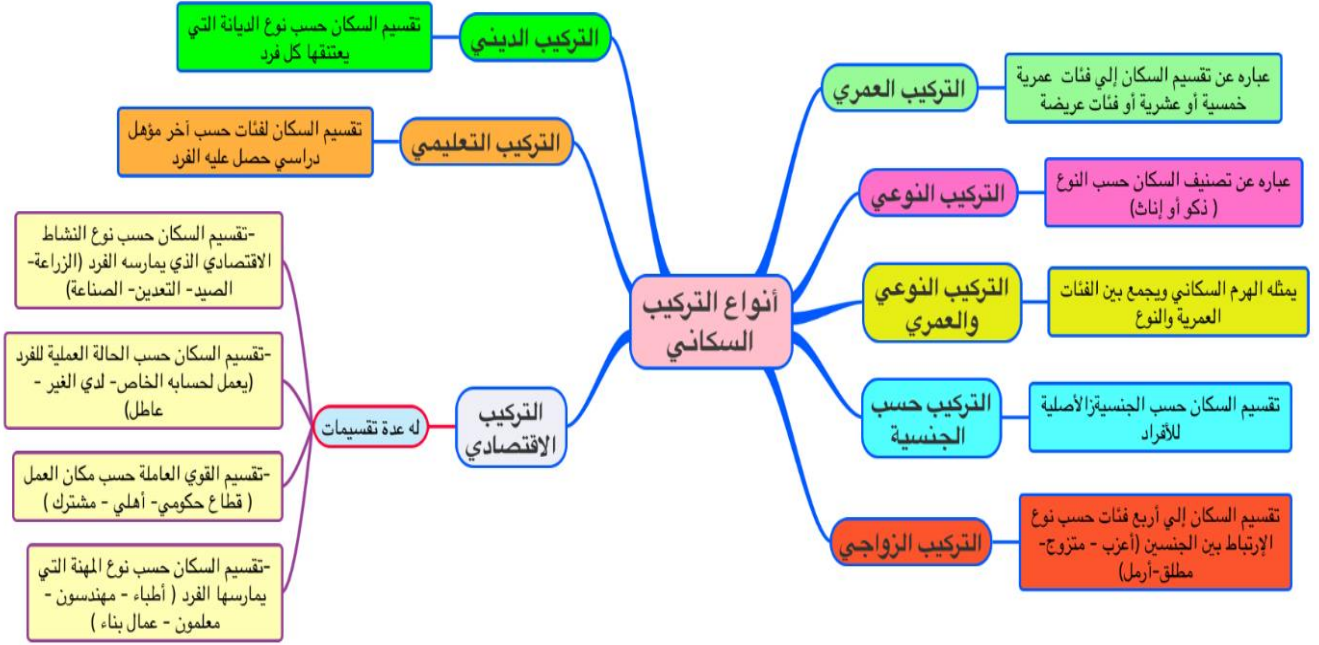 أنواع التركيب
السكاني
التركيب العمري
عباره عن تقسيم السكان إلي فئات عمرية
خمسية أو عشرية أو فئات عريضة
التركيب النوعي
عباره عن تصنيف السكان حسب النوع
( ذكو أو إناث)
التركيب النوعي
والعمري
يمثله الهرم السكاني ويجمع بين الفئات
العمرية والنوع
التركيب حسب
الجنسية
تقسيم السكان حسب الجنسيةزالأصلية
للأفراد
التركيب الزواجي
تقسيم السكان إلي أربع فئات حسب نوع
الإرتباط بين الجنسين (أعزب - متزوج-
مطلق-أرمل)
التركيب الديني
تقسيم السكان حسب نوع الديانة التي
يعتنقها كل فرد
التركيب التعليمي
تقسيم السكان لفئات حسب آخر مؤهل
دراسي حصل عليه الفرد
التركيب
الاقتصادي
له عدة تقسيمات
-تقسيم السكان حسب نوع النشاط
الاقتصادي الذي يمارسه الفرد (الزراعة-
الصيد- التعدين- الصناعة)
-تقسيم السكان حسب الحالة العملية للفرد
(يعمل لحسابه الخاص- لدي الغير -
عاطل)
-تقسيم القوي العاملة حسب مكان العمل
( قطاع حكومي- أهلي - مشترك )
-تقسيم السكان حسب نوع المهنة التي
يمارسها الفرد ( أطباء - مهندسون -
معلمون - عمال بناء )